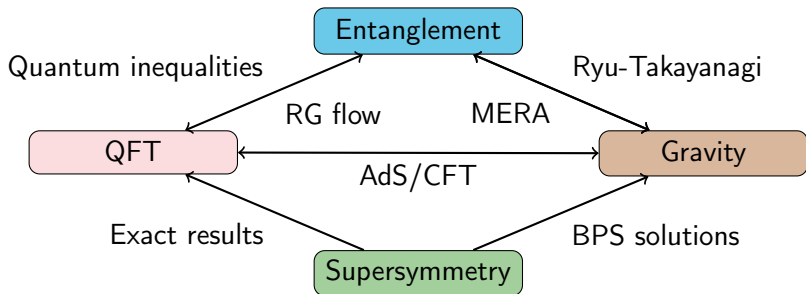 Entanglement
Quantum inequalities
Ryu-Takayanagi
RG flow
MERA
QFT
Gravity
AdS/CFT
Exact results
BPS solutions
Supersymmetry